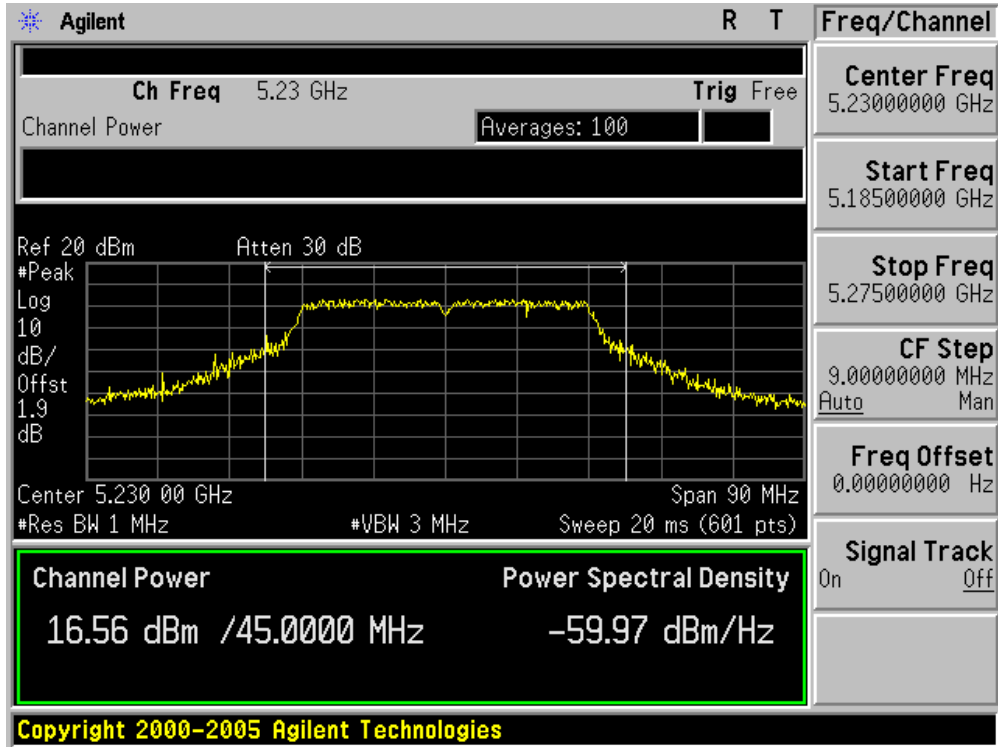 Agilent R T
Ch Freq 5.23 GHz Trig Free
Channel Power Averages: 100
Ref 20 dBm Atten 30 dB
#Peak
Log
10
dB/
Offst
1.9
dB
Center 5.230 00 GHz Span 90 MHz
#Res BW 1 MHz #VBW 3 MHz Sweep 20 ms (601 pts)
Channel Power Power Spectral Density
16.56 dBm /45.0000 MHz -59.97 dBm/Hz
Copyright 2000-2005 Agilent Technologies
Freq/Channel
Center Freq
5.23000000 GHz
Start Freq
5.18500000 GHz
Stop Freq
5.27500000 GHz
CF Step
9.00000000 MHz
Auto Man
Freq Offset
0.00000000 Hz
Signal Track
On Off